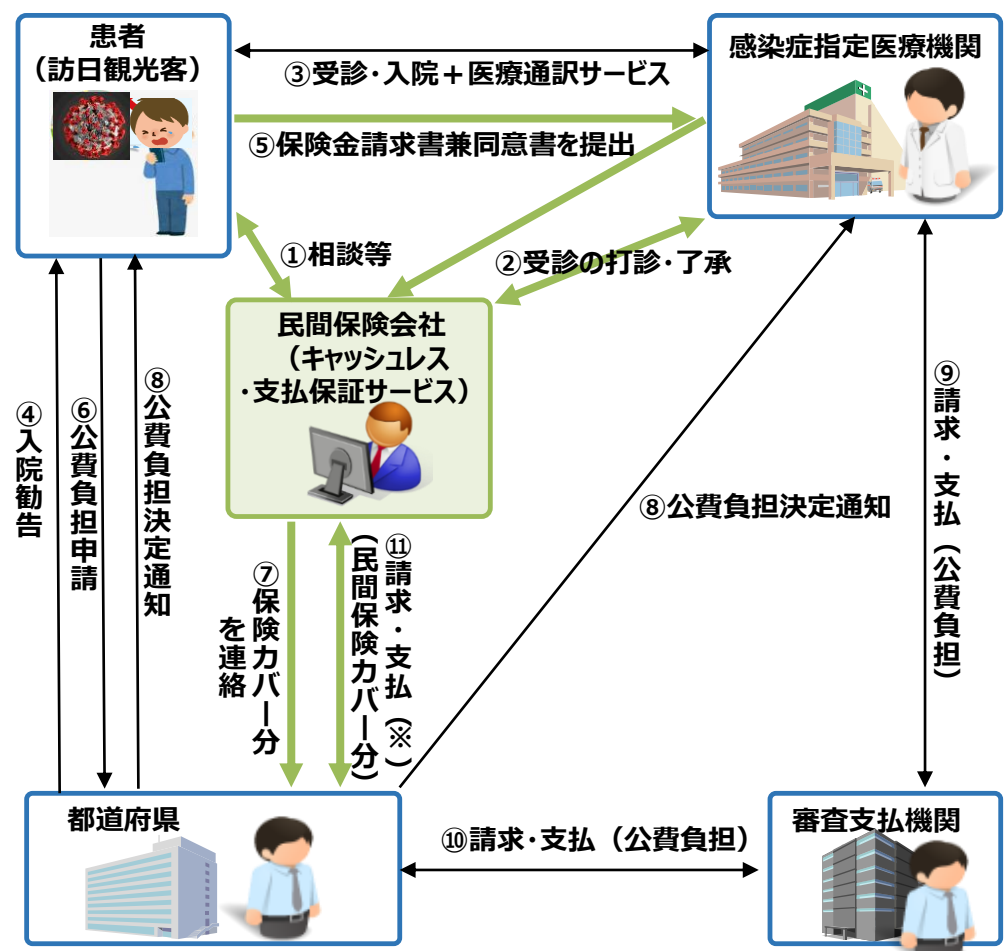 患者
（訪日観光客）
感染症指定医療機関
③受診・入院＋医療通訳サービス
⑤保険金請求書兼同意書を提出
①相談等
②受診の打診・了承
民間保険会社
（キャッシュレス
・支払保証サービス）
④入院勧告
⑥公費負担申請
⑧公費負担決定通知
⑦保険カバー分
を連絡
⑪請求・支払（※）
（民間保険カバー分）
⑧公費負担決定通知
⑨請求・支払（公費負担）
都道府県
⑩請求・支払（公費負担）
審査支払機関